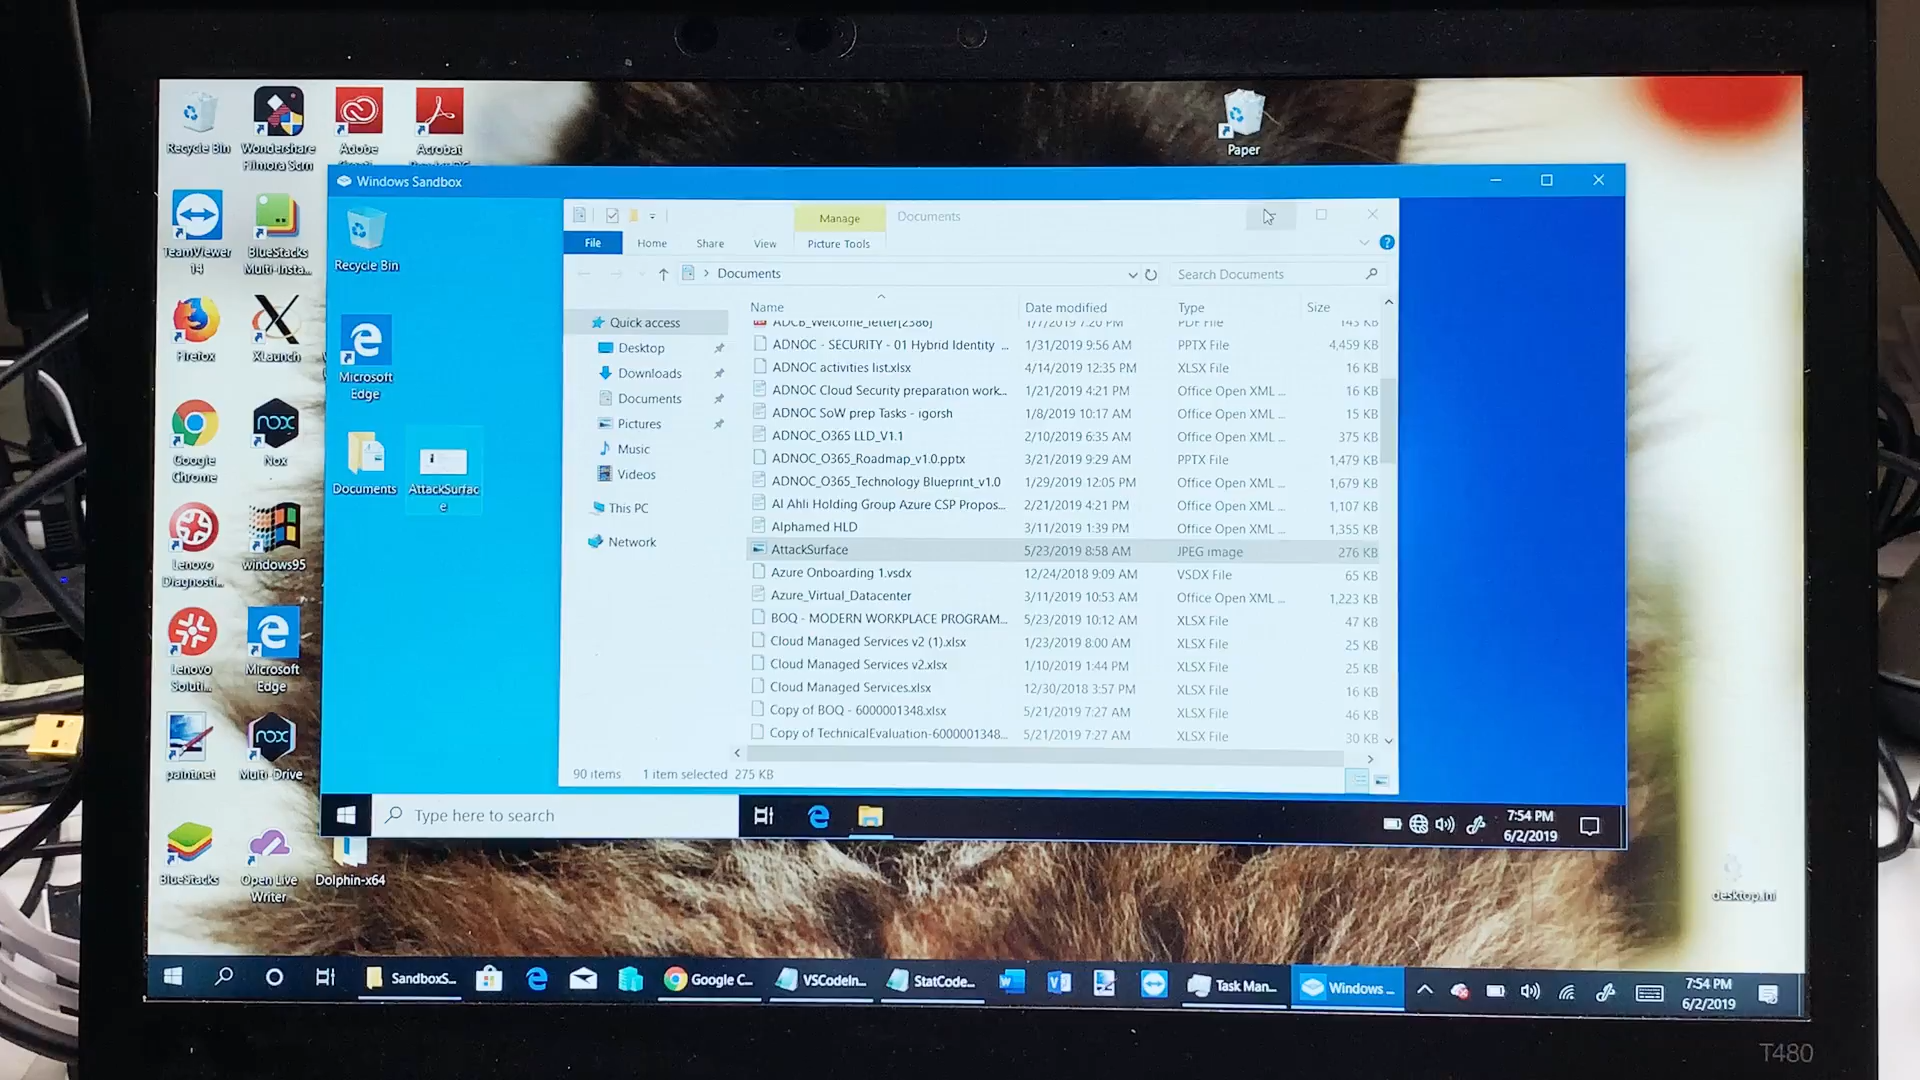 Recycle Bin
Wondershare Filmora Scrn
Adobe
Acrobat
Paper
Windows Sandbox
TeamViewer 14
BlueStacks Multi-Insta...
Recycle Bin
Manage
Documents
File
Home
Share
View
Picture Tools
Documents
Search Documents
Firefox
XLaunch
Microsoft Edge
Google Chrome
Nox
Documents
AttackSurface
Lenovo Diagnosti...
windows95
Lenovo Soluti...
Microsoft Edge
paint.net
Multi-Drive
BlueStacks
Open Live Writer
Dolphin-x64
desktop.ini
Quick access
Desktop
Downloads
Documents
Pictures
Music
Videos
This PC
Network
Name Date modified Type Size
ADCB_Welcome_letter[2386] 1/7/2019 7:20 PM PDF File 143 KB
ADNOC - SECURITY - 01 Hybrid Identity ... 1/31/2019 9:56 AM PPTX File 4,459 KB
ADNOC activities list.xlsx 4/14/2019 12:35 PM XLSX File 16 KB
ADNOC Cloud Security preparation work... 1/21/2019 4:21 PM Office Open XML ... 16 KB
ADNOC SoW prep Tasks - igorsh 1/8/2019 10:17 AM Office Open XML ... 15 KB
ADNOC_O365 LLD_V1.1 2/10/2019 6:35 AM Office Open XML ... 375 KB
ADNOC_O365_Roadmap_v1.0.pptx 3/21/2019 9:29 AM PPTX File 1,479 KB
ADNOC_O365_Technology Blueprint_v1.0 1/29/2019 12:05 PM Office Open XML ... 1,679 KB
Al Ahli Holding Group Azure CSP Propos... 2/21/2019 4:21 PM Office Open XML ... 1,107 KB
Alphamed HLD 3/11/2019 1:39 PM Office Open XML ... 1,355 KB
AttackSurface 5/23/2019 8:58 AM JPEG image 276 KB
Azure Onboarding 1.vsdx 12/24/2018 9:09 AM VSDX File 65 KB
Azure_Virtual_Datacenter 3/11/2019 10:53 AM Office Open XML ... 1,223 KB
BOQ - MODERN WORKPLACE PROGRAM... 5/23/2019 10:12 AM XLSX File 47 KB
Cloud Managed Services v2 (1).xlsx 1/23/2019 8:00 AM XLSX File 25 KB
Cloud Managed Services v2.xlsx 1/10/2019 1:44 PM XLSX File 25 KB
Cloud Managed Services.xlsx 12/30/2018 3:57 PM XLSX File 16 KB
Copy of BOQ - 6000001348.xlsx 5/21/2019 7:27 AM XLSX File 46 KB
Copy of TechnicalEvaluation-6000001348... 5/21/2019 7:27 AM XLSX File 30 KB
90 items 1 item selected 275 KB
Type here to search
7:54 PM
6/2/2019
SandboxS...
Google C...
VSCodeIn...
StatCode...
Task Man...
Windows ...
7:54 PM
6/2/2019
T480